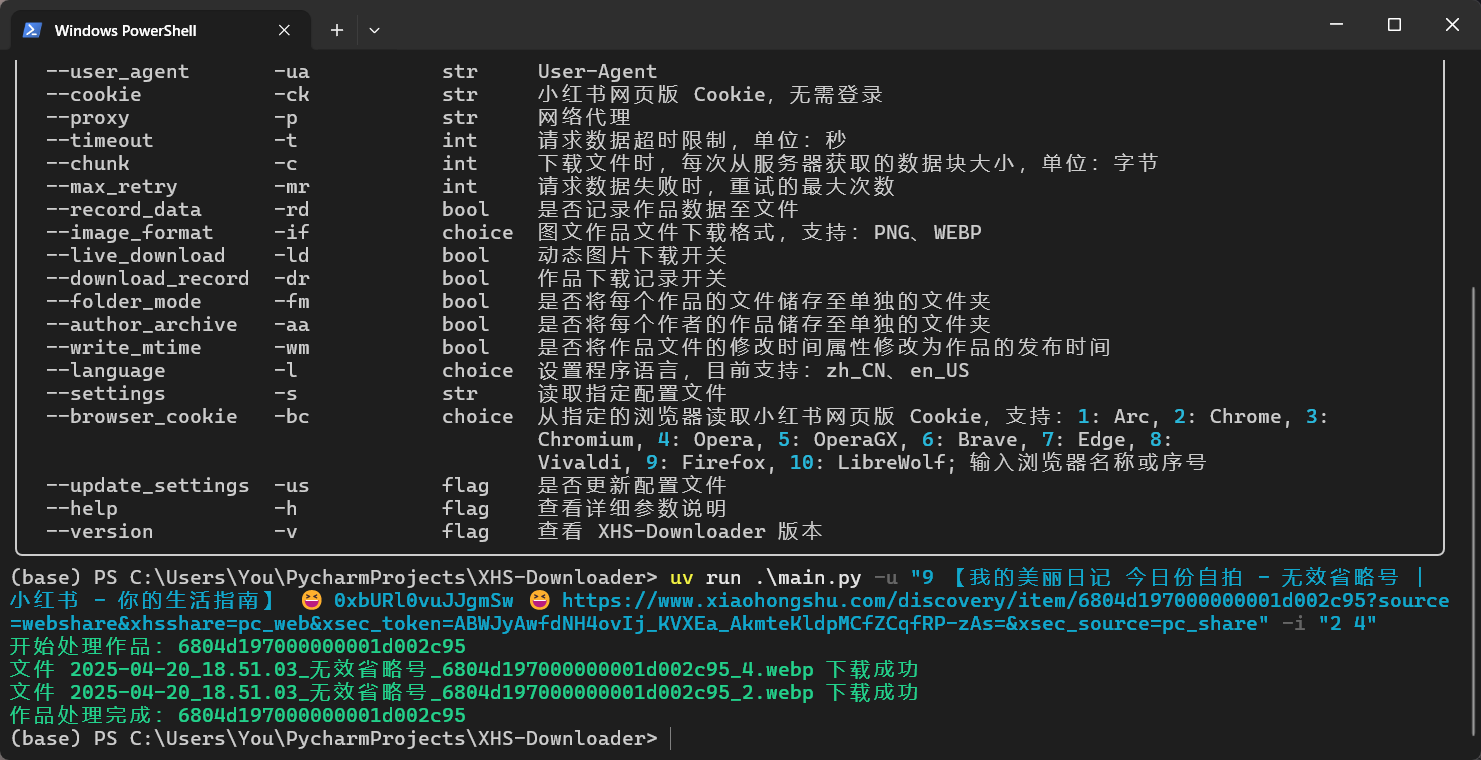 Windows PowerShell
--user_agent -ua str User-Agent
--cookie -ck str 小红书网页版 Cookie，无需登录
--proxy -p str 网络代理
--timeout -t int 请求数据超时限制，单位：秒
--chunk -c int 下载文件时，每次从服务器获取的数据块大小，单位：字节
--max_retry -mr int 请求数据失败时，重试的最大次数
--record_data -rd bool 是否记录作品数据至文件
--image_format -if choice 图文作品文件下载格式，支持：PNG、WEBP
--live_download -ld bool 动态图片下载开关
--download_record -dr bool 作品下载记录开关
--folder_mode -fm bool 是否将每个作品的文件储存至单独的文件夹
--author_archive -aa bool 是否将每个作者的作品储存至单独的文件夹
--write_mtime -wm bool 是否将作品文件的修改时间属性修改为作品的发布时间
--language -l choice 设置程序语言，目前支持：zh_CN、en_US
--settings -s str 读取指定配置文件
--browser_cookie -bc choice 从指定的浏览器读取小红书网页版 Cookie，支持：1: Arc, 2: Chrome, 3:
Chromium, 4: Opera, 5: OperaGX, 6: Brave, 7: Edge, 8:
Vivaldi, 9: Firefox, 10: LibreWolf; 输入浏览器名称或序号
--update_settings -us flag 是否更新配置文件
--help -h flag 查看详细参数说明
--version -v flag 查看 XHS-Downloader 版本
(base) PS C:\Users\You\PycharmProjects\XHS-Downloader> uv run .\main.py -u "9 【我的美丽日记 今日份自拍 - 无效省略号 |
小红书 - 你的生活指南】 😆 0xbURl0vuJJgmSw 😆 https://www.xiaohongshu.com/discovery/item/6804d197000000001d002c95?source
=webshare&xhsshare=pc_web&xsec_token=ABWJyAwfdNH4ovIj_KVXEa_AkmteKldpMCfZCqfRP-zAs=&xsec_source=pc_share" -i "2 4"
开始处理作品：6804d197000000001d002c95
文件 2025-04-20_18.51.03_无效省略号_6804d197000000001d002c95_4.webp 下载成功
文件 2025-04-20_18.51.03_无效省略号_6804d197000000001d002c95_2.webp 下载成功
作品处理完成：6804d197000000001d002c95
(base) PS C:\Users\You\PycharmProjects\XHS-Downloader>